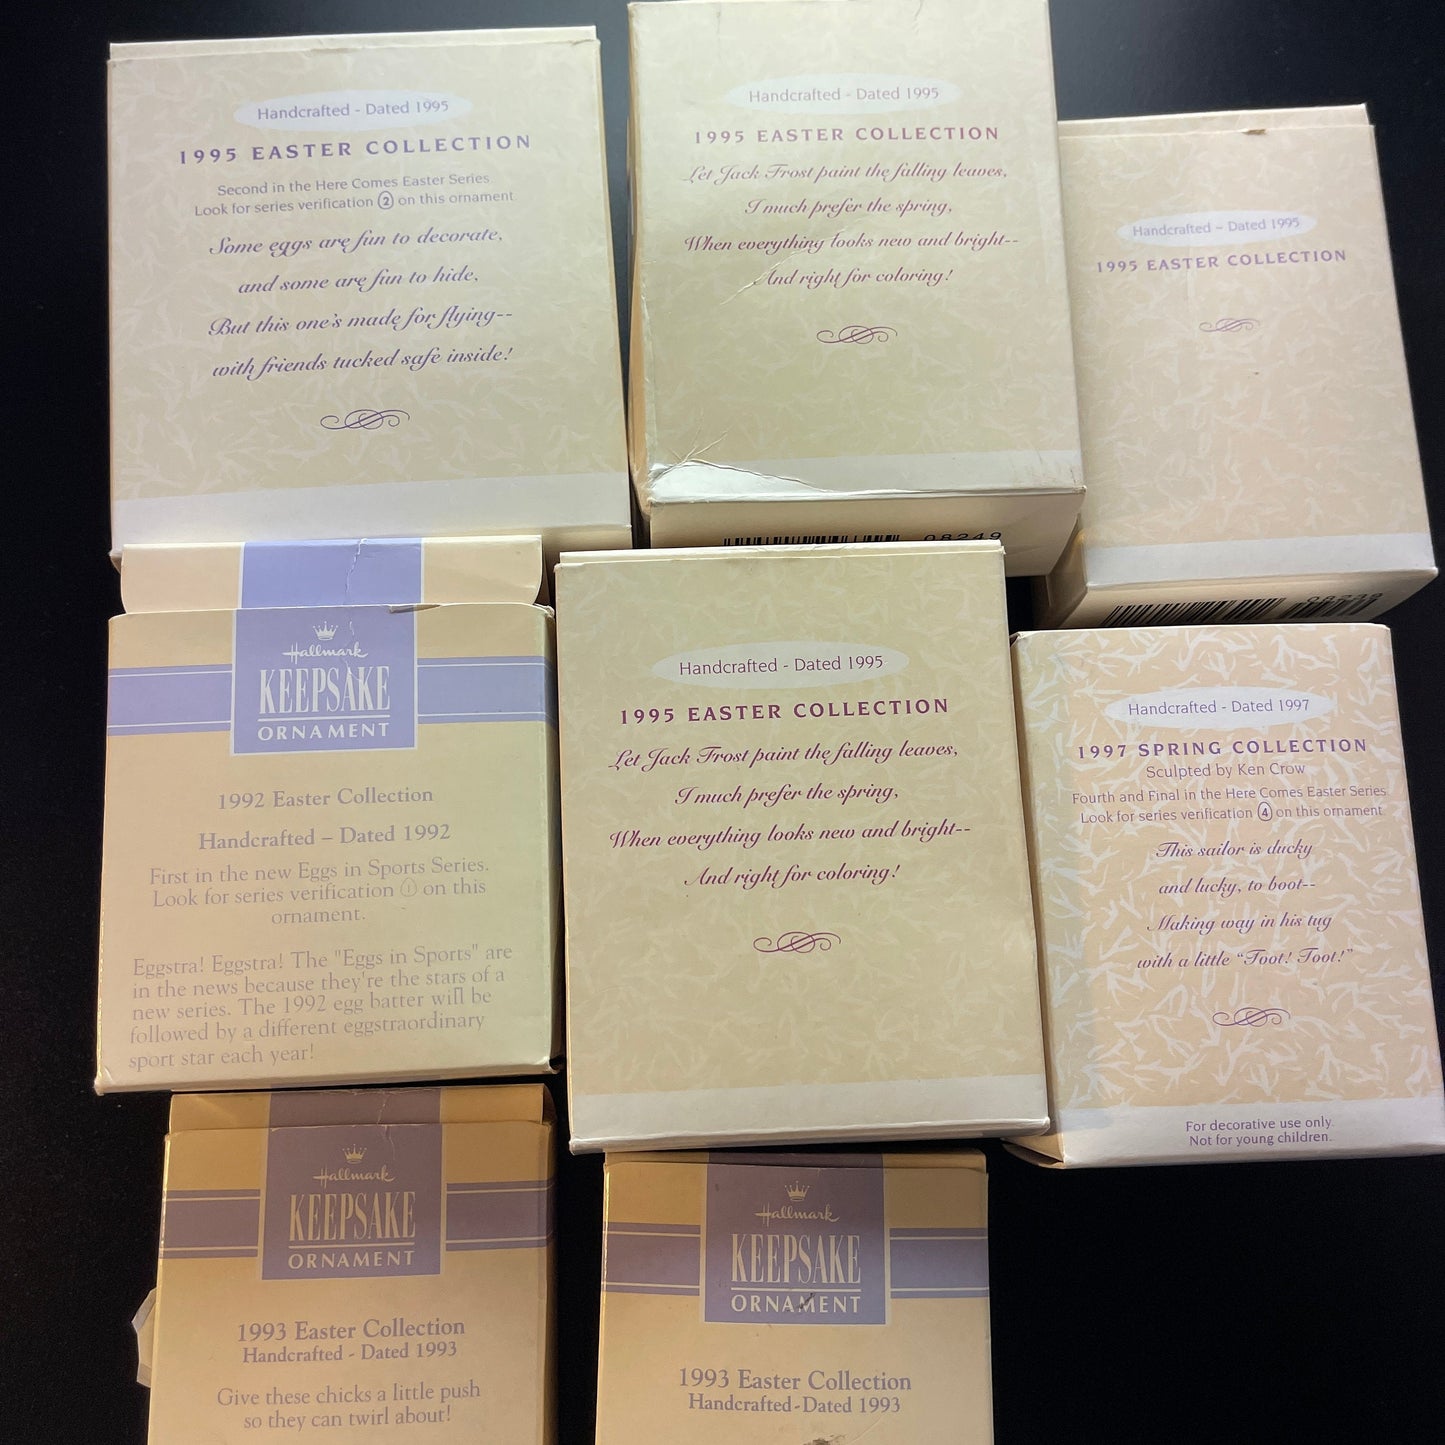 Handcrafted - Dated 1995
1995 EASTER COLLECTION
Second in the Here Comes Easter Series
Look for series verification 2 on this ornament
Some eggs are fun to decorate,
and some are fun to hide,
But this one's made for flying--
with friends tucked safe inside!
Handcrafted - Dated 1995
1995 EASTER COLLECTION
Let Jack Frost paint the falling leaves,
I much prefer the spring,
When everything looks new and bright--
And right for coloring!
08249
Handcrafted – Dated 1995
1995 EASTER COLLECTION
08239
Hallmark
KEEPSAKE
ORNAMENT
1992 Easter Collection
Handcrafted – Dated 1992
First in the new Eggs in Sports Series.
Look for series verification 1 on this
ornament.
Eggstra! Eggstra! The "Eggs in Sports" are
in the news because they're the stars of a
new series. The 1992 egg batter will be
followed by a different eggstraordinary
sport star each year!
Handcrafted - Dated 1995
1995 EASTER COLLECTION
Let Jack Frost paint the falling leaves,
I much prefer the spring,
When everything looks new and bright--
And right for coloring!
Handcrafted - Dated 1997
1997 SPRING COLLECTION
Sculpted by Ken Crow
Fourth and Final in the Here Comes Easter Series
Look for series verification 4 on this ornament
This sailor is ducky
and lucky, to boot--
Making way in his tug
with a little “Toot! Toot!”
For decorative use only.
Not for young children.
Hallmark
KEEPSAKE
ORNAMENT
1993 Easter Collection
Handcrafted - Dated 1993
Give these chicks a little push
so they can twirl about!
Hallmark
KEEPSAKE
ORNAMENT
1993 Easter Collection
Handcrafted-Dated 1993